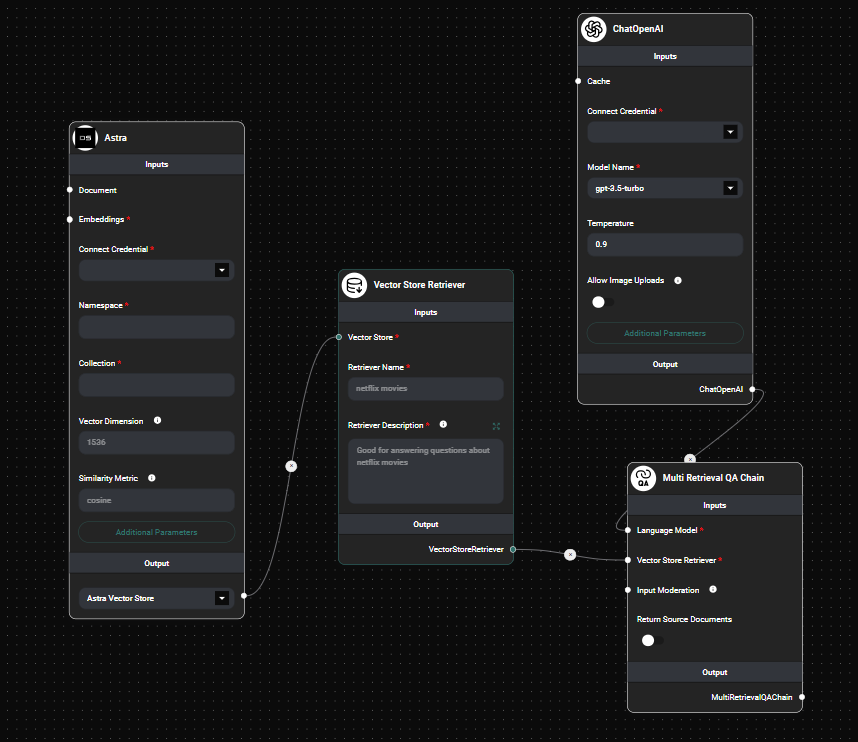 Astra
Inputs
Document
Embeddings *
Connect Credential *
Namespace *
Collection *
Vector Dimension
1536
Similarity Metric
cosine
Additional Parameters
Output
Astra Vector Store
Vector Store Retriever
Inputs
Vector Store *
Retriever Name *
netflix movies
Retriever Description *
Good for answering questions about
netflix movies
Output
VectorStoreRetriever
ChatOpenAI
Inputs
Cache
Connect Credential *
Model Name *
gpt-3.5-turbo
Temperature
0.9
Allow Image Uploads
Additional Parameters
Output
ChatOpenAI
QA
Multi Retrieval QA Chain
Inputs
Language Model *
Vector Store Retriever *
Input Moderation
Return Source Documents
Output
MultiRetrievalQAChain